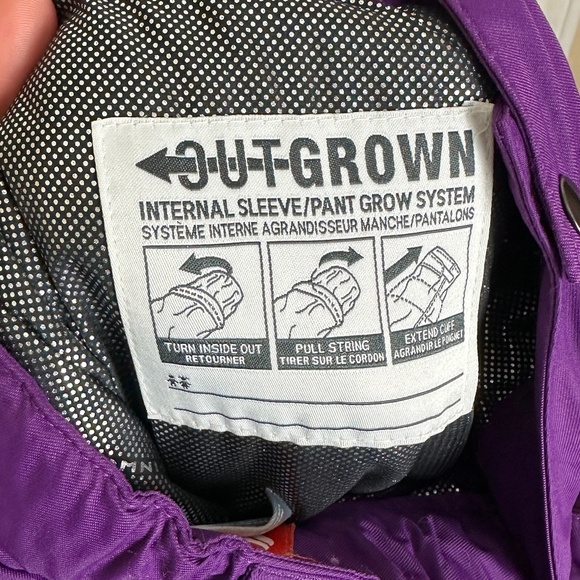 OUTGROWN
INTERNAL SLEEVE/PANT GROW SYSTEM
SYSTÈME INTERNE AGRANDISSEUR MANCHE/PANTALONS
TURN INSIDE OUT
RETOURNER
PULL STRING
TIRER SUR LE CORDON
EXTEND CUFF
AGRANDIR LE PUIGNET